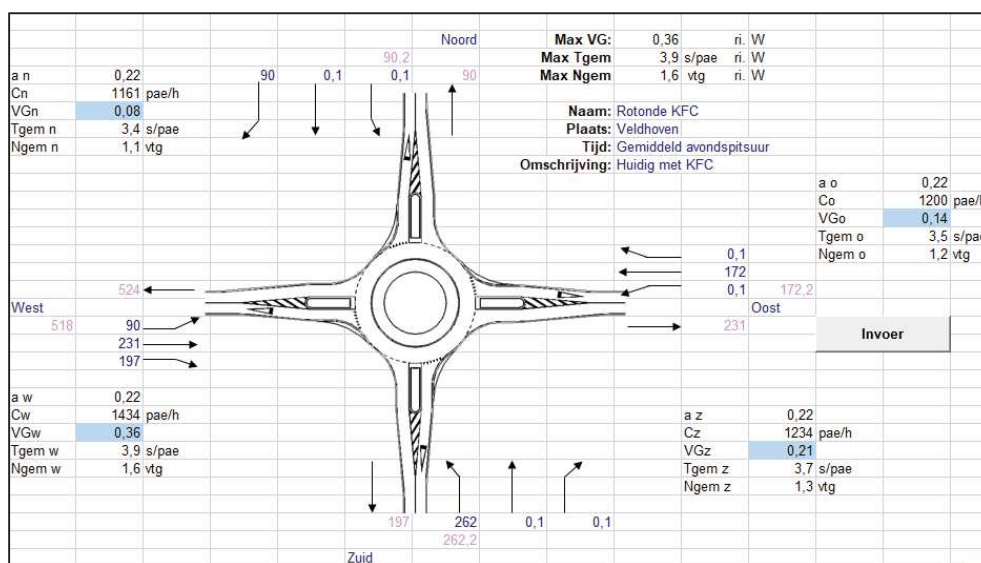 Noord Max VG: 0,36 ri. W
90,2 Max Tgem 3,9 s/pae ri. W
a n 0,22 90 0,1 0,1 90 Max Ngem 1,6 vtg ri. W
Cn 1161 pae/h
VGn 0,08 Naam: Rotonde KFC
Tgem n 3,4 s/pae Plaats: Veldhoven
Ngem n 1,1 vtg Tijd: Gemiddeld avondspitsuur
Omschrijving: Huidig met KFC
a o 0,22
Co 1200 pae/h
VGo 0,14
Tgem o 3,5 s/pae
Ngem o 1,2 vtg
0,1
172
524 0,1 172,2
West Oost
518 90 231
231 Invoer
197
a w 0,22
Cw 1434 pae/h
VGw 0,36
Tgem w 3,9 s/pae
Ngem w 1,6 vtg
a z 0,22
Cz 1234 pae/h
VGz 0,21
Tgem z 3,7 s/pae
Ngem z 1,3 vtg
197 262 0,1 0,1
262,2
Zuid